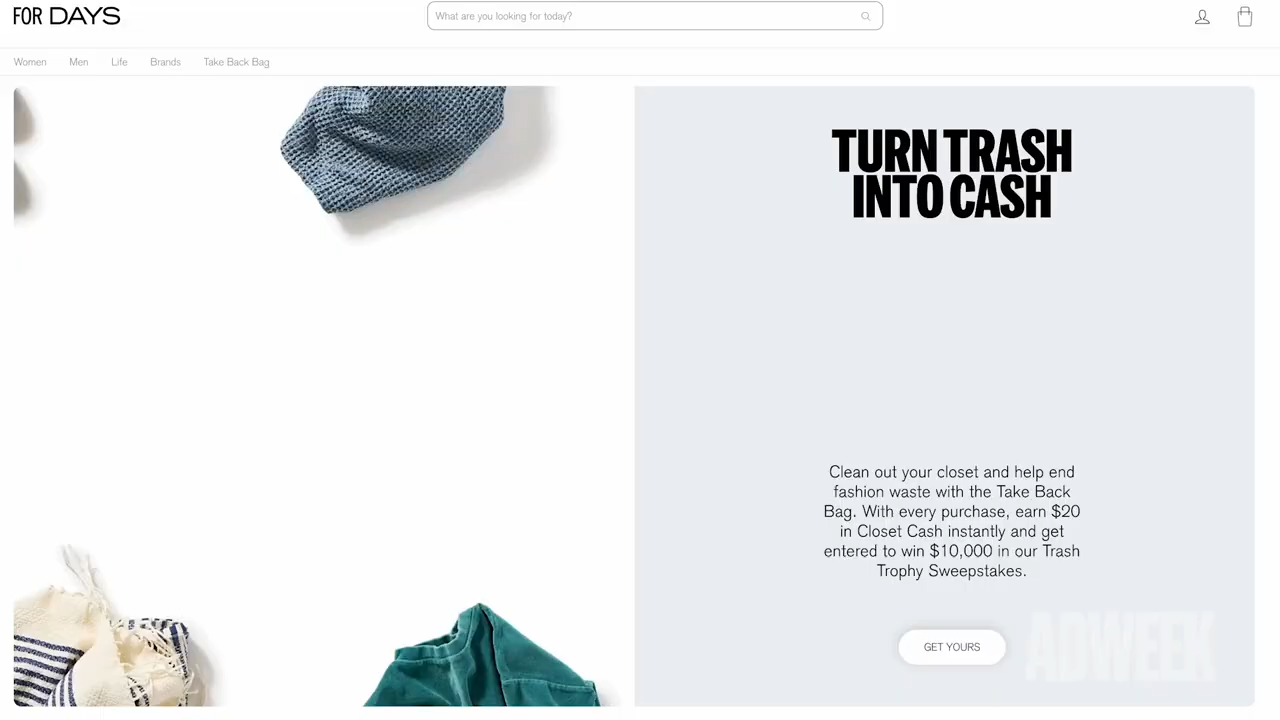 FOR DAYS
What are you looking for today?
Women Men Life Brands Take Back Bag
TURN TRASH
INTO CASH
Clean out your closet and help end
fashion waste with the Take Back
Bag. With every purchase, earn $20
in Closet Cash instantly and get
entered to win $10,000 in our Trash
Trophy Sweepstakes.
GET YOURS
ADWEEK